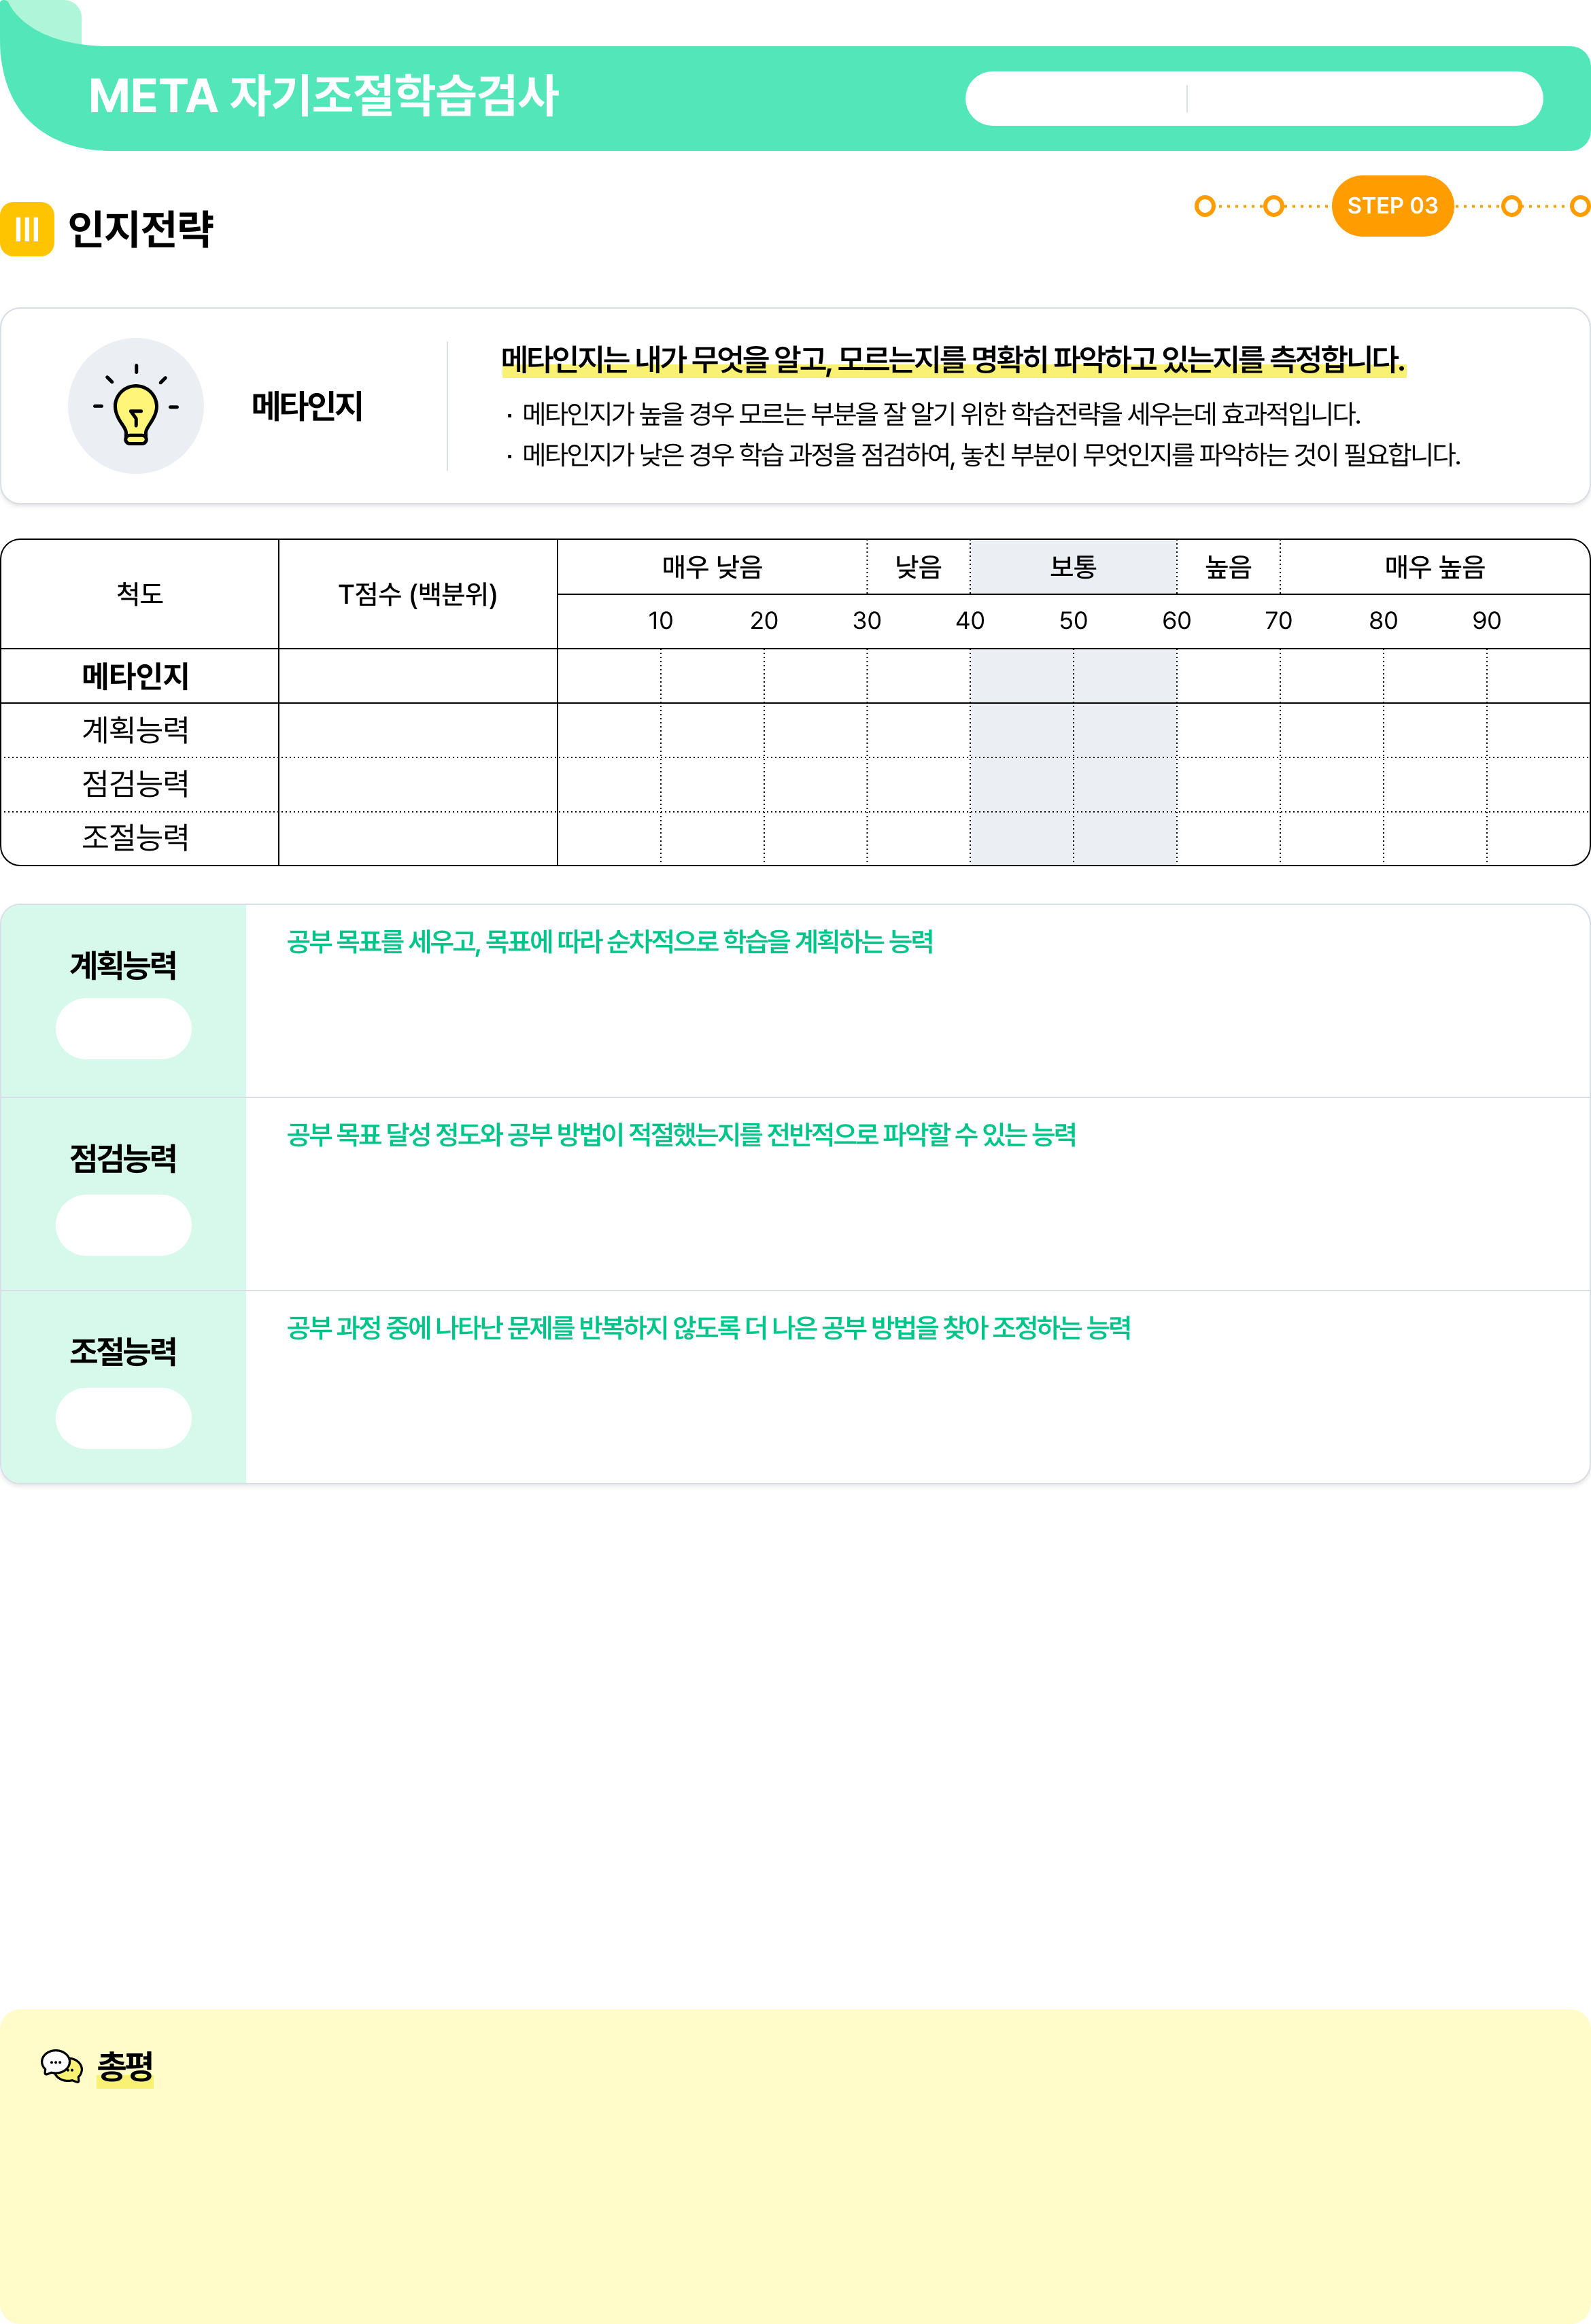 META 자기조절학습검사
STEP 03
III 인지전략
메타인지
메타인지는 내가 무엇을 알고, 모르는지를 명확히 파악하고 있는지를 측정합니다.
· 메타인지가 높을 경우 모르는 부분을 잘 알기 위한 학습전략을 세우는데 효과적입니다.
· 메타인지가 낮은 경우 학습 과정을 점검하여, 놓친 부분이 무엇인지를 파악하는 것이 필요합니다.
척도 T점수 (백분위) 매우 낮음 낮음 보통 높음 매우 높음
10 20 30 40 50 60 70 80 90
메타인지
계획능력
점검능력
조절능력
계획능력
공부 목표를 세우고, 목표에 따라 순차적으로 학습을 계획하는 능력
점검능력
공부 목표 달성 정도와 공부 방법이 적절했는지를 전반적으로 파악할 수 있는 능력
조절능력
공부 과정 중에 나타난 문제를 반복하지 않도록 더 나은 공부 방법을 찾아 조정하는 능력
총평